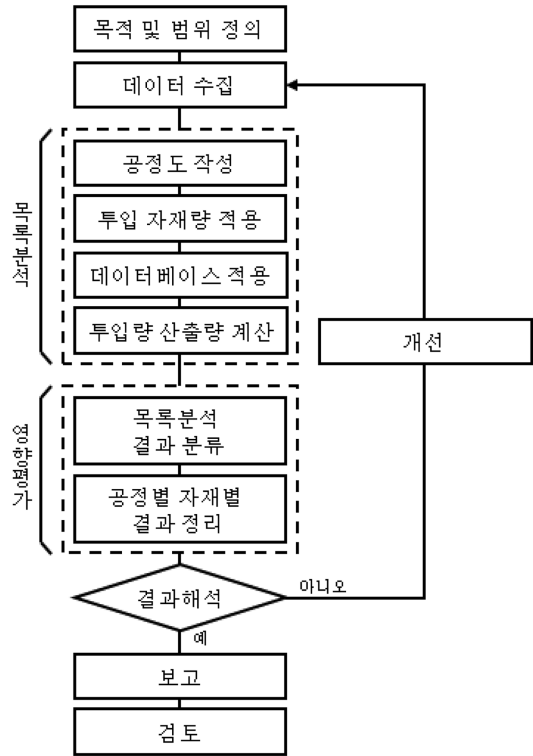 목적 및 범위 정의
데이터 수집
목록분석
공정도 작성
투입 자재량 적용
데이터베이스 적용
투입량 산출량 계산
개선
영향평가
목록분석
결과 분류
공정별 자재별
결과 정리
결과해석
아니오
예
보고
검토